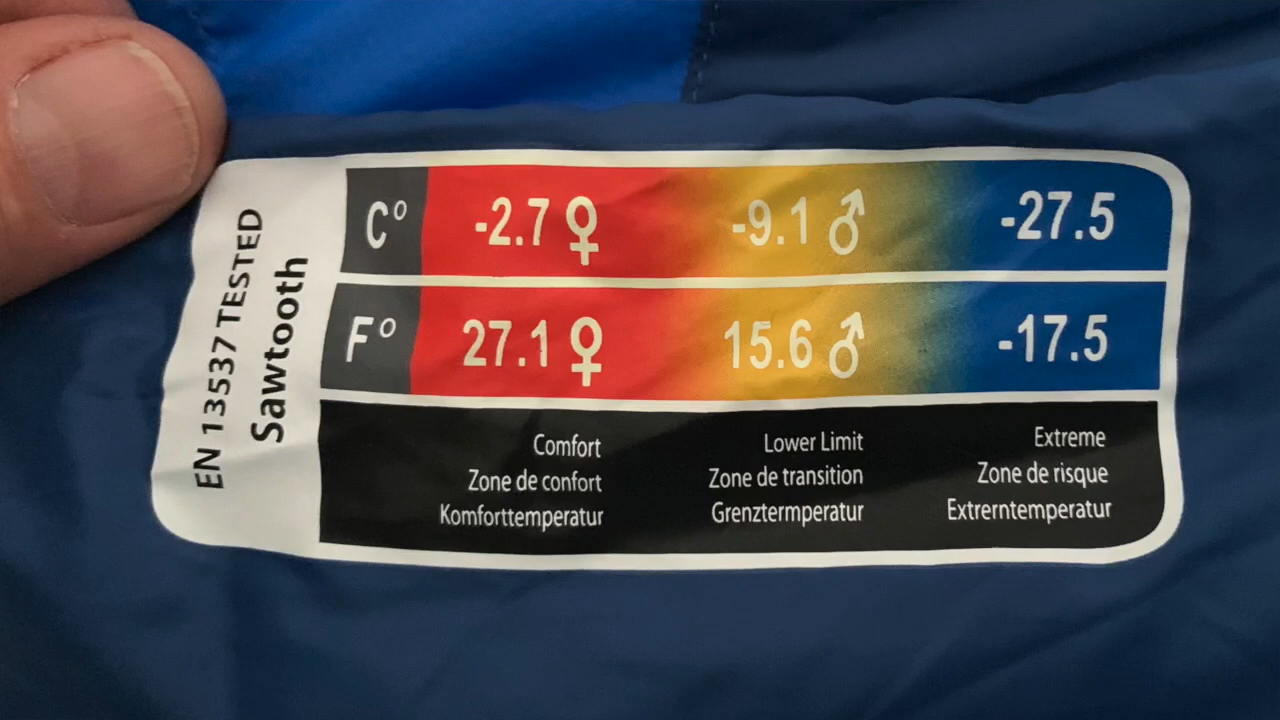 EN 13537 TESTED
Sawtooth
C° -2.7 ♀ -9.1 ♂ -27.5
F° 27.1 ♀ 15.6 ♂ -17.5
Comfort Lower Limit Extreme
Zone de confort Zone de transition Zone de risque
Komforttemperatur Grenztermperatur Extrerntemperatur